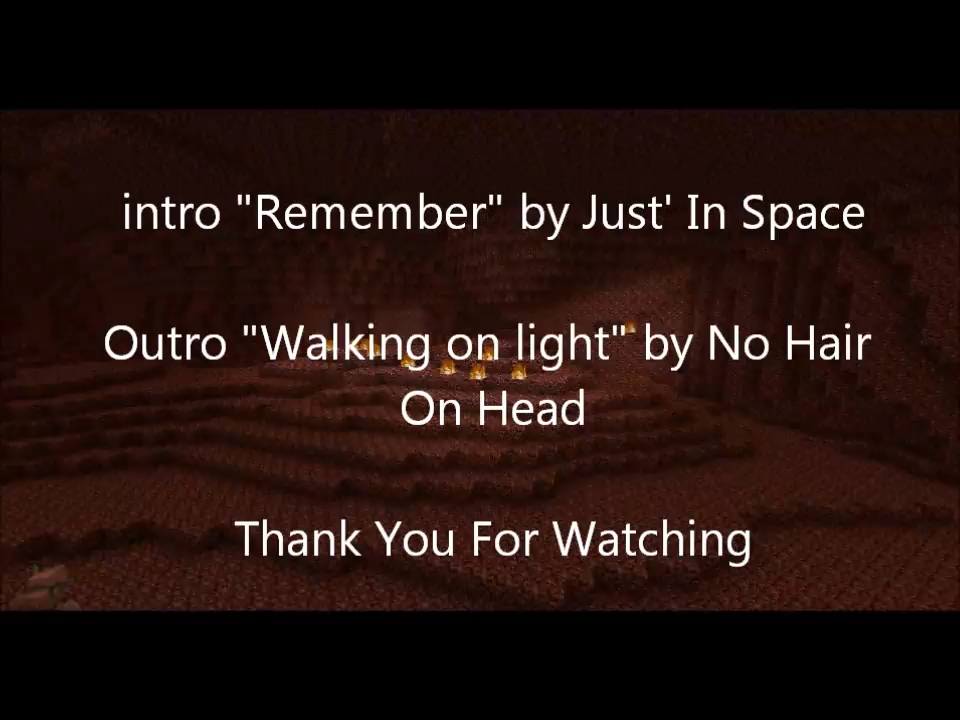 intro "Remember" by Just' In Space
Outro "Walking on light" by No Hair
On Head
Thank You For Watching